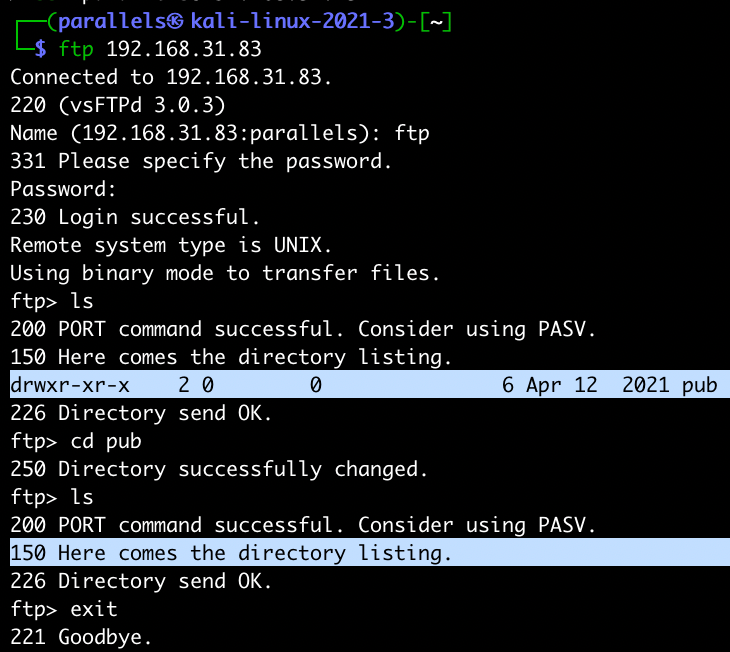 ┌──(parallels㉿kali-linux-2021-3)-[~]
└─$ ftp 192.168.31.83
Connected to 192.168.31.83.
220 (vsFTPd 3.0.3)
Name (192.168.31.83:parallels): ftp
331 Please specify the password.
Password:
230 Login successful.
Remote system type is UNIX.
Using binary mode to transfer files.
ftp> ls
200 PORT command successful. Consider using PASV.
150 Here comes the directory listing.
drwxr-xr-x    2 0        0               6 Apr 12  2021 pub
226 Directory send OK.
ftp> cd pub
250 Directory successfully changed.
ftp> ls
200 PORT command successful. Consider using PASV.
150 Here comes the directory listing.
226 Directory send OK.
ftp> exit
221 Goodbye.